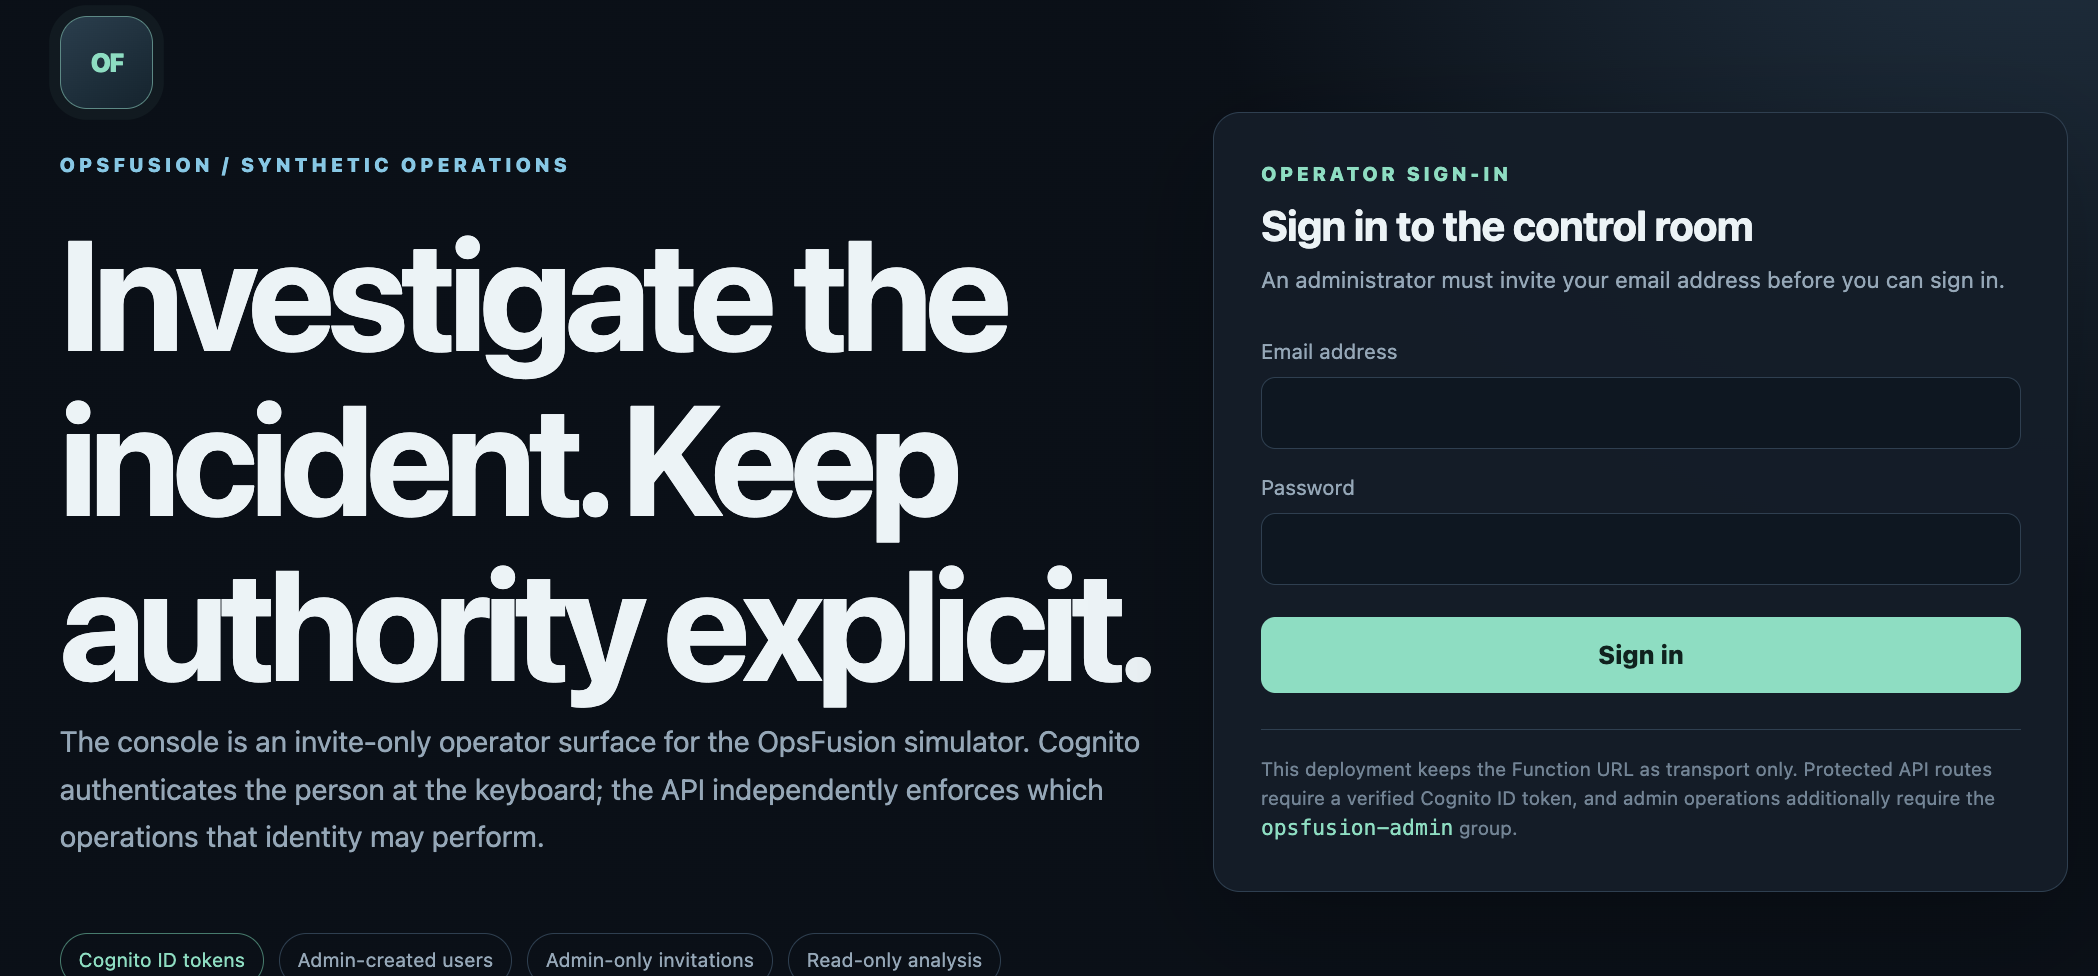 OF
OPSFUSION / SYNTHETIC OPERATIONS
Investigate the
incident. Keep
authority explicit.
The console is an invite-only operator surface for the OpsFusion simulator. Cognito
authenticates the person at the keyboard; the API independently enforces which
operations that identity may perform.
Cognito ID tokens
Admin-created users
Admin-only invitations
Read-only analysis
OPERATOR SIGN-IN
Sign in to the control room
An administrator must invite your email address before you can sign in.
Email address
Password
Sign in
This deployment keeps the Function URL as transport only. Protected API routes
require a verified Cognito ID token, and admin operations additionally require the
opsfusion-admin group.